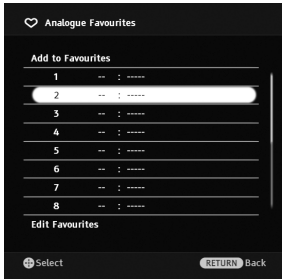 Analogue Favourites
Add to Favourites
1 -- : -----
2 -- : -----
3 -- : -----
4 -- : -----
5 -- : -----
6 -- : -----
7 -- : -----
8 -- : -----
Edit Favourites
Select RETURN Back